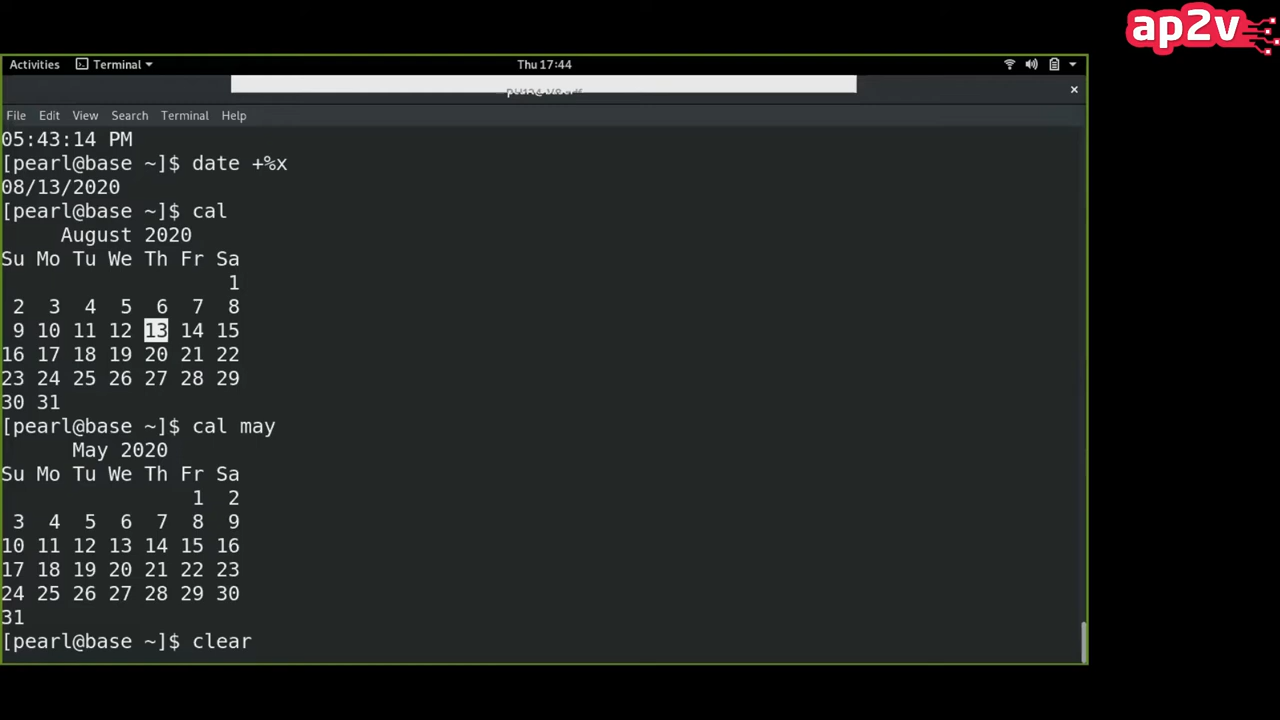 ap2v
Activities Terminal Thu 17:44
File Edit View Search Terminal Help
05:43:14 PM
[pearl@base ~]$ date +%x
08/13/2020
[pearl@base ~]$ cal
August 2020
Su Mo Tu We Th Fr Sa
1
2 3 4 5 6 7 8
9 10 11 12 13 14 15
16 17 18 19 20 21 22
23 24 25 26 27 28 29
30 31
[pearl@base ~]$ cal may
May 2020
Su Mo Tu We Th Fr Sa
1 2
3 4 5 6 7 8 9
10 11 12 13 14 15 16
17 18 19 20 21 22 23
24 25 26 27 28 29 30
31
[pearl@base ~]$ clear